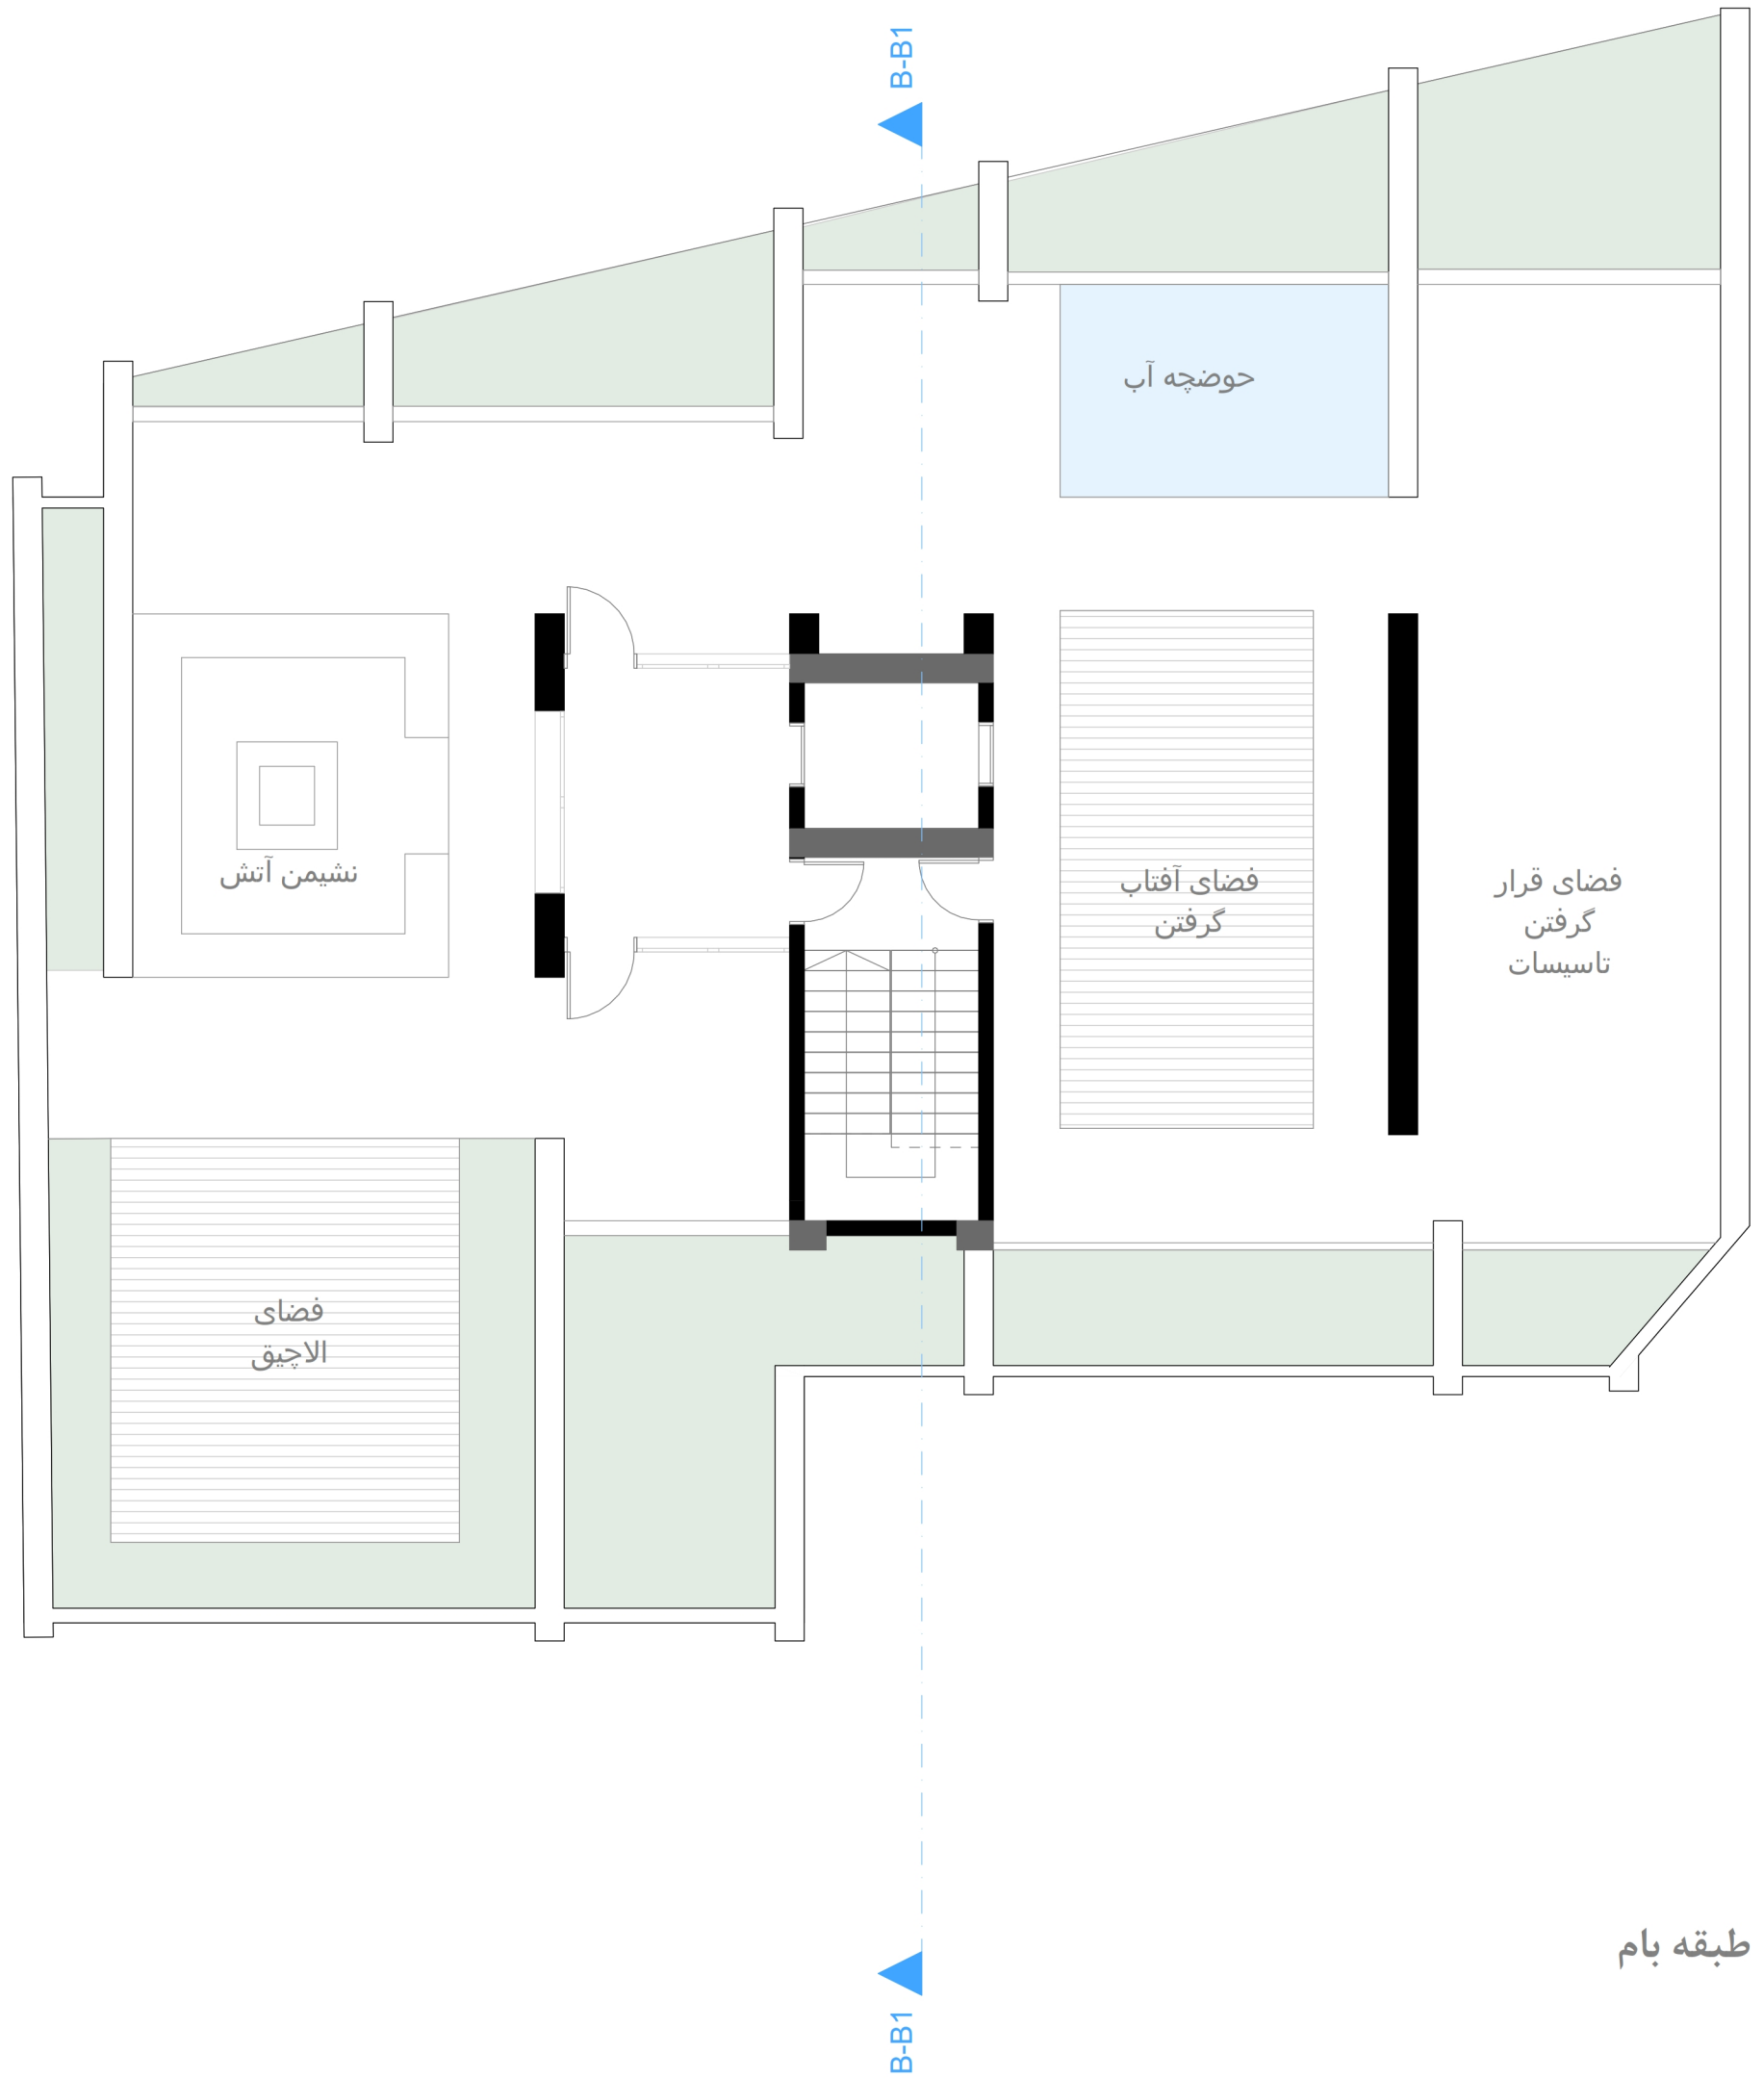 B-B1
حوضچه آب
نشیمن آتش
فضای آفتاب
گرفتن
فضای قرار
گرفتن
تاسیسات
فضای
الاچیق
طبقه بام
B-B1